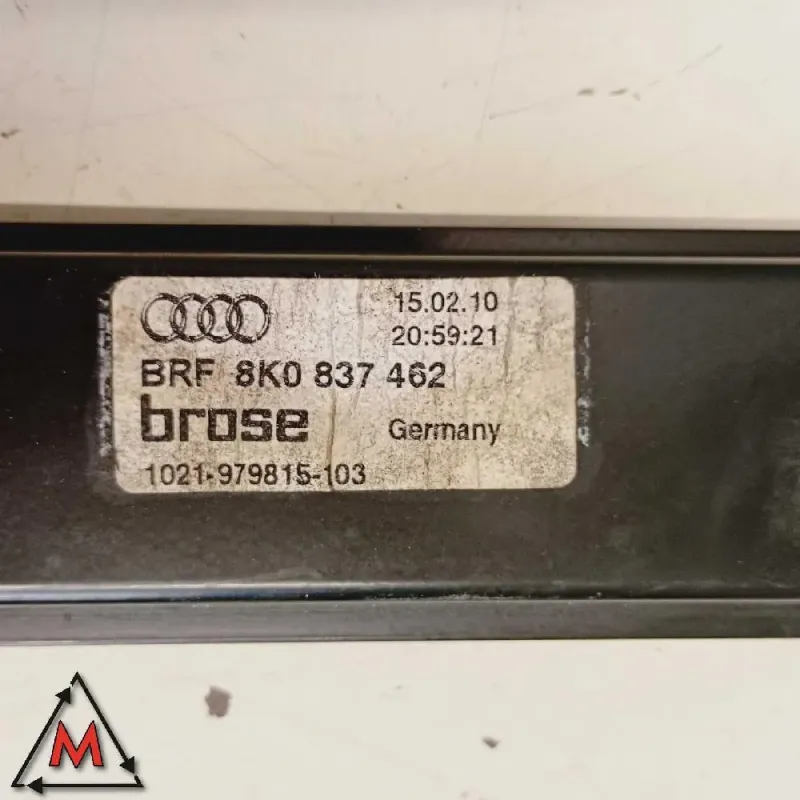 15.02.10
20:59:21
BRF 8K0 837 462
brose Germany
1021-979815-103
M